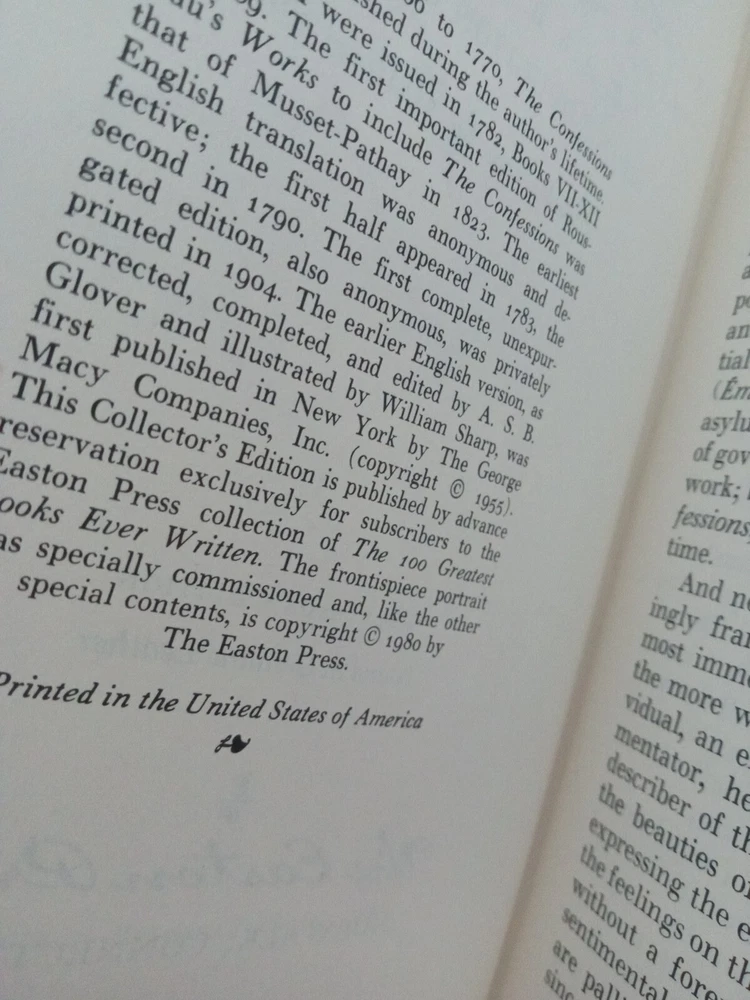 to 1770, The Confessions
during the author's lifetime.
were issued in 1782, Books VII-XII
The first important edition of Rous-
Works to include The Confessions was
that of Musset-Pathay in 1823. The earliest
English translation was anonymous and de-
fective; the first half appeared in 1783, the
second in 1790. The first complete, unexpur-
gated edition, also anonymous, was privately
printed in 1904. The earlier English version, as
corrected, completed, and edited by A. S. B.
Glover and illustrated by William Sharp, was
first published in New York by The George
Macy Companies, Inc. (copyright © 1955).
This Collector's Edition is published by advance
reservation exclusively for subscribers to the
Easton Press collection of The 100 Greatest
Books Ever Written. The frontispiece portrait
as specially commissioned and, like the other
special contents, is copyright © 1980 by
The Easton Press.
Printed in the United States of America
(Ém
asylu
of gov
work;
fessions,
time.
And
ingly fra
most imm
the more w
vidual, an e
mentator, he
describer of th
the beauties of
expressing the e
the feelings on th
without a fore
sentimental
are pall
sinc